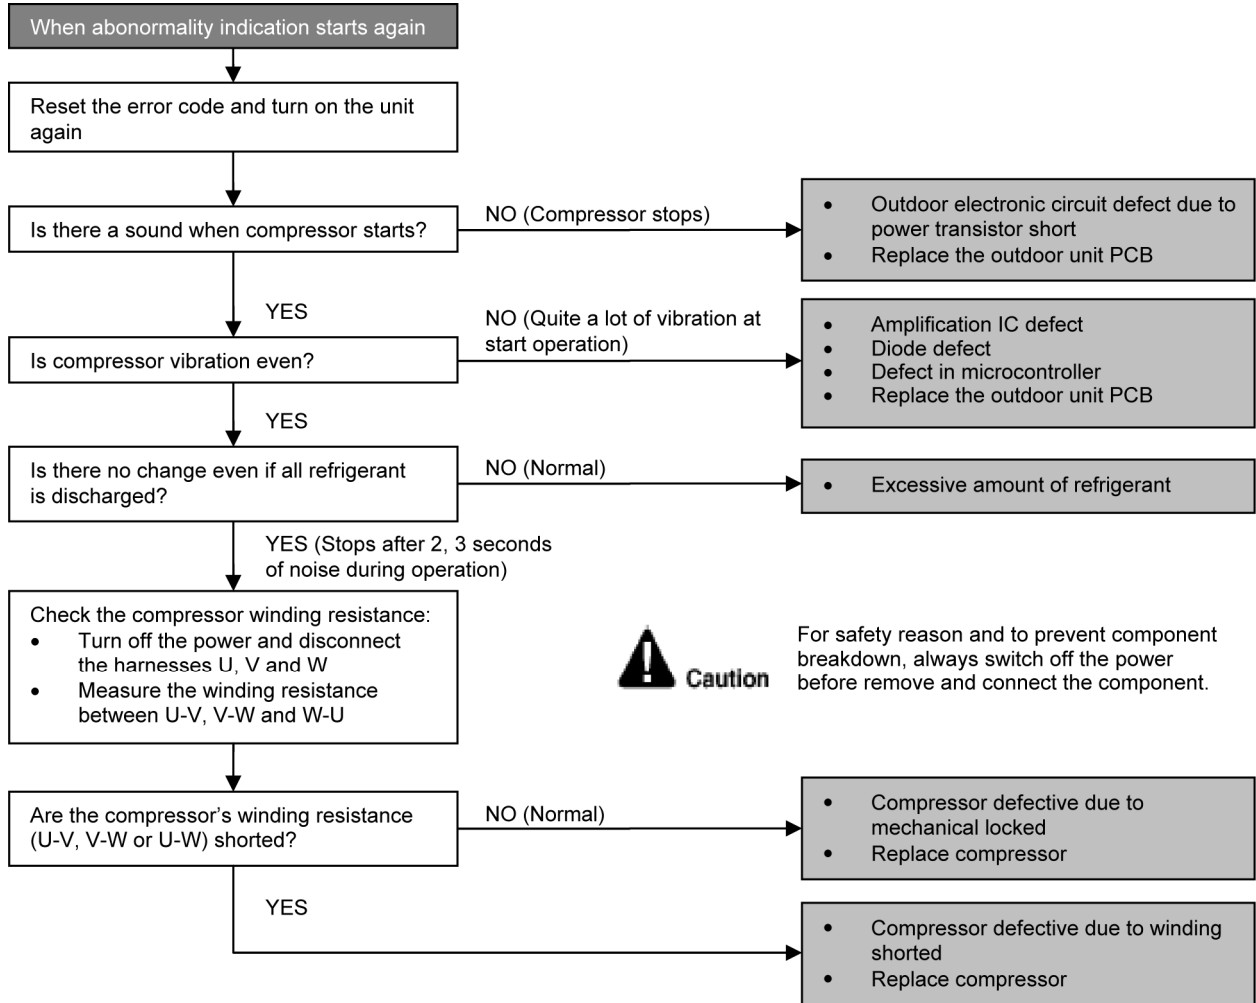 When abonormality indication starts again
Reset the error code and turn on the unit
again
Is there a sound when compressor starts?
NO (Compressor stops)
• Outdoor electronic circuit defect due to
power transistor short
• Replace the outdoor unit PCB
YES
Is compressor vibration even?
NO (Quite a lot of vibration at
start operation)
• Amplification IC defect
• Diode defect
• Defect in microcontroller
• Replace the outdoor unit PCB
YES
Is there no change even if all refrigerant
is discharged?
NO (Normal)
• Excessive amount of refrigerant
YES (Stops after 2, 3 seconds
of noise during operation)
Check the compressor winding resistance:
• Turn off the power and disconnect
the harnesses U, V and W
• Measure the winding resistance
between U-V, V-W and W-U
Caution
For safety reason and to prevent component
breakdown, always switch off the power
before remove and connect the component.
Are the compressor’s winding resistance
(U-V, V-W or U-W) shorted?
NO (Normal)
• Compressor defective due to
mechanical locked
• Replace compressor
YES
• Compressor defective due to winding
shorted
• Replace compressor